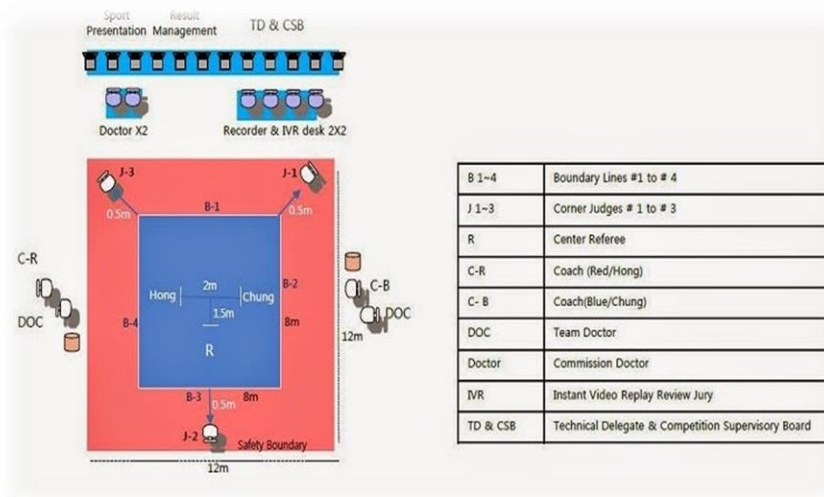 Sport Result
Presentation Management TD & CSB
Doctor X2 Recorder & IVR desk 2X2
J-3 J-1
0.5m B-1 0.5m
C-R
DOC
Hong 2m Chung
1.5m
R
B-4
B-2
8m
C-B
DOC
12m
B-3 8m
0.5m
J-2 Safety Boundary
12m
B 1~4 Boundary Lines #1 to # 4
J 1~3 Corner Judges # 1 to # 3
R Center Referee
C-R Coach (Red/Hong)
C- B Coach(Blue/Chung)
DOC Team Doctor
Doctor Commission Doctor
IVR Instant Video Replay Review Jury
TD & CSB Technical Delegate & Competition Supervisory Board